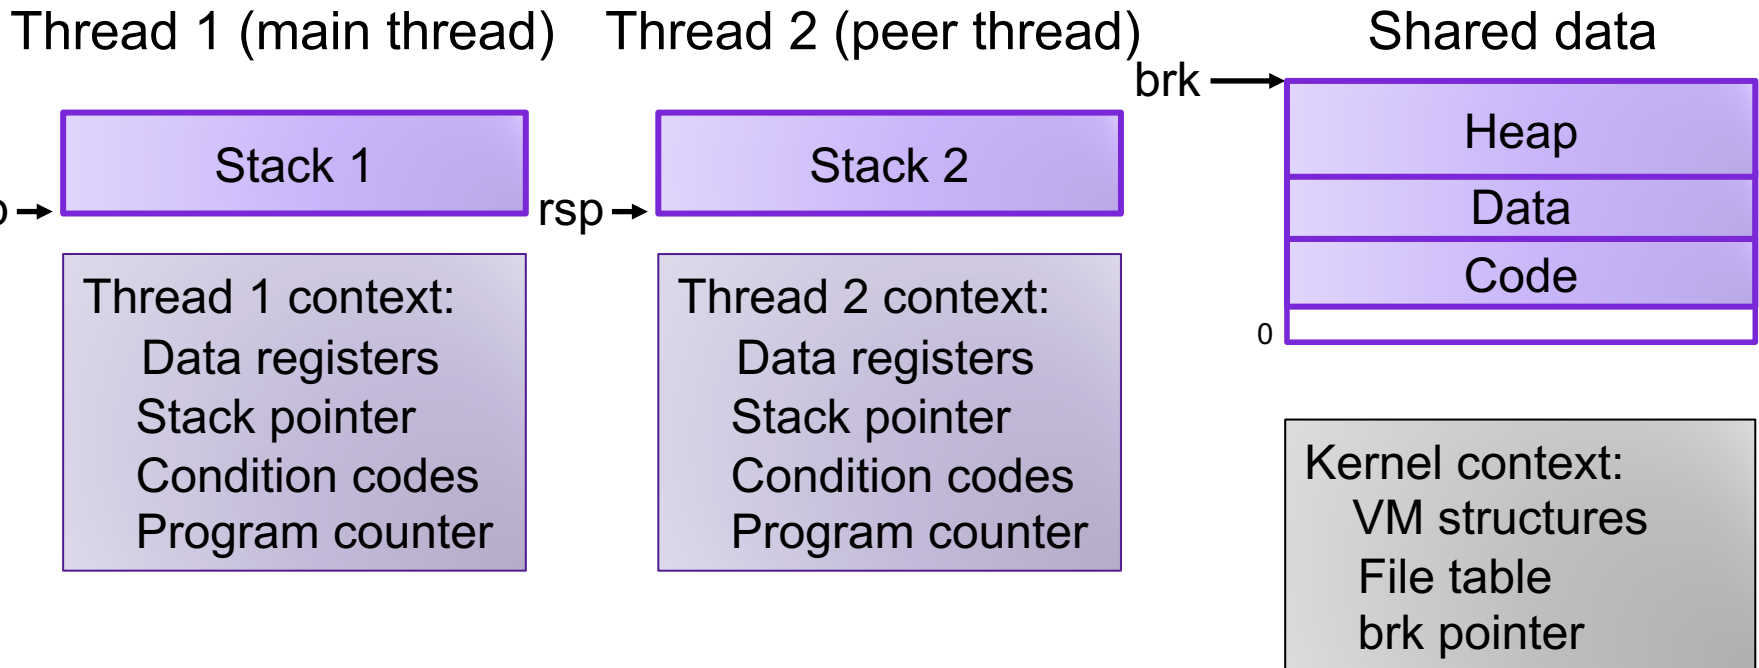 Thread 1 (main thread)
Stack 1
Thread 1 context:
Data registers
Stack pointer
Condition codes
Program counter
Thread 2 (peer thread)
rsp
Stack 2
Thread 2 context:
Data registers
Stack pointer
Condition codes
Program counter
Shared data
brk
Heap
Data
Code
0
Kernel context:
VM structures
File table
brk pointer